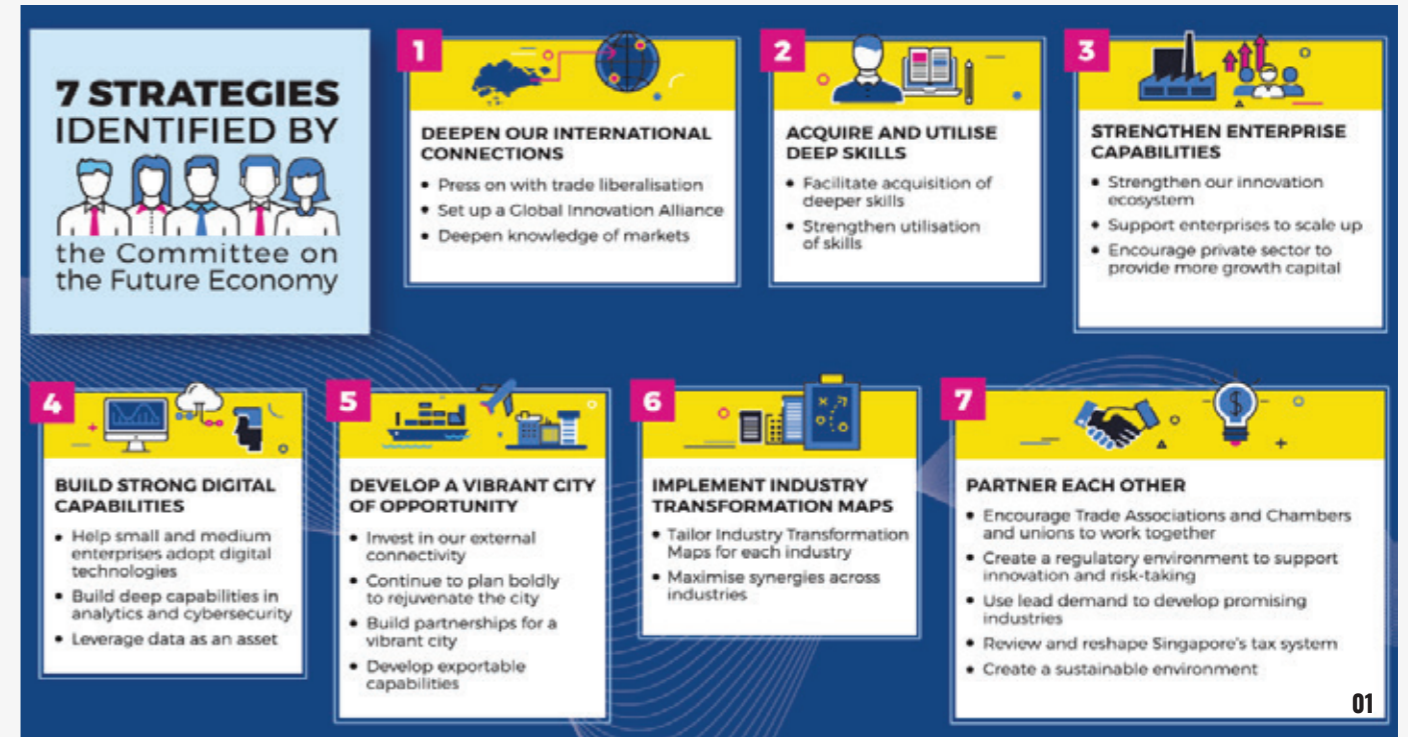 7 STRATEGIES
IDENTIFIED BY
the Committee on
the Future Economy
1
DEEPEN OUR INTERNATIONAL
CONNECTIONS
• Press on with trade liberalisation
• Set up a Global Innovation Alliance
• Deepen knowledge of markets
2
ACQUIRE AND UTILISE
DEEP SKILLS
• Facilitate acquisition of
deeper skills
• Strengthen utilisation
of skills
3
STRENGTHEN ENTERPRISE
CAPABILITIES
• Strengthen our innovation
ecosystem
• Support enterprises to scale up
• Encourage private sector to
provide more growth capital
4
BUILD STRONG DIGITAL
CAPABILITIES
• Help small and medium
enterprises adopt digital
technologies
• Build deep capabilities in
analytics and cybersecurity
• Leverage data as an asset
5
DEVELOP A VIBRANT CITY
OF OPPORTUNITY
• Invest in our external
connectivity
• Continue to plan boldly
to rejuvenate the city
• Build partnerships for a
vibrant city
• Develop exportable
capabilities
6
IMPLEMENT INDUSTRY
TRANSFORMATION MAPS
• Tailor Industry Transformation
Maps for each industry
• Maximise synergies across
industries
7
PARTNER EACH OTHER
• Encourage Trade Associations and Chambers
and unions to work together
• Create a regulatory environment to support
innovation and risk-taking
• Use lead demand to develop promising
industries
• Review and reshape Singapore's tax system
• Create a sustainable environment
01